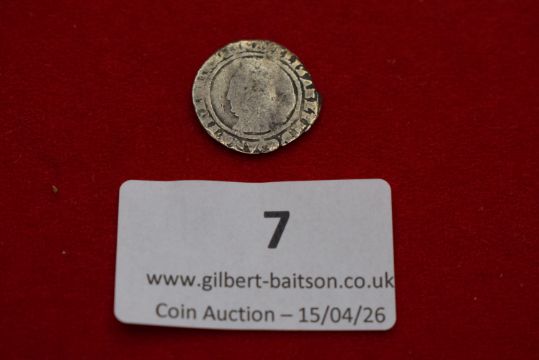 7
www.gilbert-baitson.co.uk
Coin Auction – 15/04/26